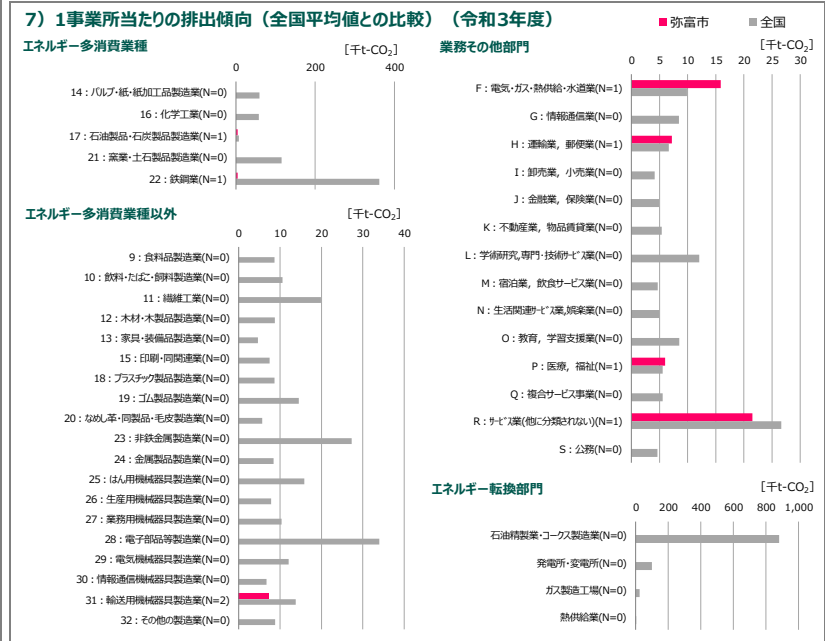 7）1事業所当たりの排出傾向（全国平均値との比較）（令和3年度）
弥富市
全国
エネルギー多消費業種
［千t-CO₂］
0 200 400
14：パルプ・紙・紙加工品製造業(N=0)
16：化学工業(N=0)
17：石油製品・石炭製品製造業(N=1)
21：窯業・土石製品製造業(N=0)
22：鉄鋼業(N=1)
エネルギー多消費業種以外
［千t-CO₂］
0 10 20 30 40
9：食料品製造業(N=0)
10：飲料・たばこ・飼料製造業(N=0)
11：繊維工業(N=0)
12：木材・木製品製造業(N=0)
13：家具・装備品製造業(N=0)
15：印刷・同関連業(N=0)
18：プラスチック製品製造業(N=0)
19：ゴム製品製造業(N=0)
20：なめし革・同製品・毛皮製造業(N=0)
23：非鉄金属製造業(N=0)
24：金属製品製造業(N=0)
25：はん用機械器具製造業(N=0)
26：生産用機械器具製造業(N=0)
27：業務用機械器具製造業(N=0)
28：電子部品等製造業(N=0)
29：電気機械器具製造業(N=0)
30：情報通信機械器具製造業(N=0)
31：輸送用機械器具製造業(N=2)
32：その他の製造業(N=0)
業務その他部門
［千t-CO₂］
0 5 10 15 20 25 30
F：電気・ガス・熱供給・水道業(N=1)
G：情報通信業(N=0)
H：運輸業，郵便業(N=1)
I：卸売業，小売業(N=0)
J：金融業，保険業(N=0)
K：不動産業，物品賃貸業(N=0)
L：学術研究,専門・技術ｻｰﾋﾞｽ業(N=0)
M：宿泊業，飲食サービス業(N=0)
N：生活関連ｻｰﾋﾞｽ業,娯楽業(N=0)
O：教育，学習支援業(N=0)
P：医療，福祉(N=1)
Q：複合サービス事業(N=0)
R：ｻｰﾋﾞｽ業(他に分類されない)(N=1)
S：公務(N=0)
エネルギー転換部門
［千t-CO₂］
0 200 400 600 800 1,000
石油精製業・コークス製造業(N=0)
発電所・変電所(N=0)
ガス製造工場(N=0)
熱供給業(N=0)